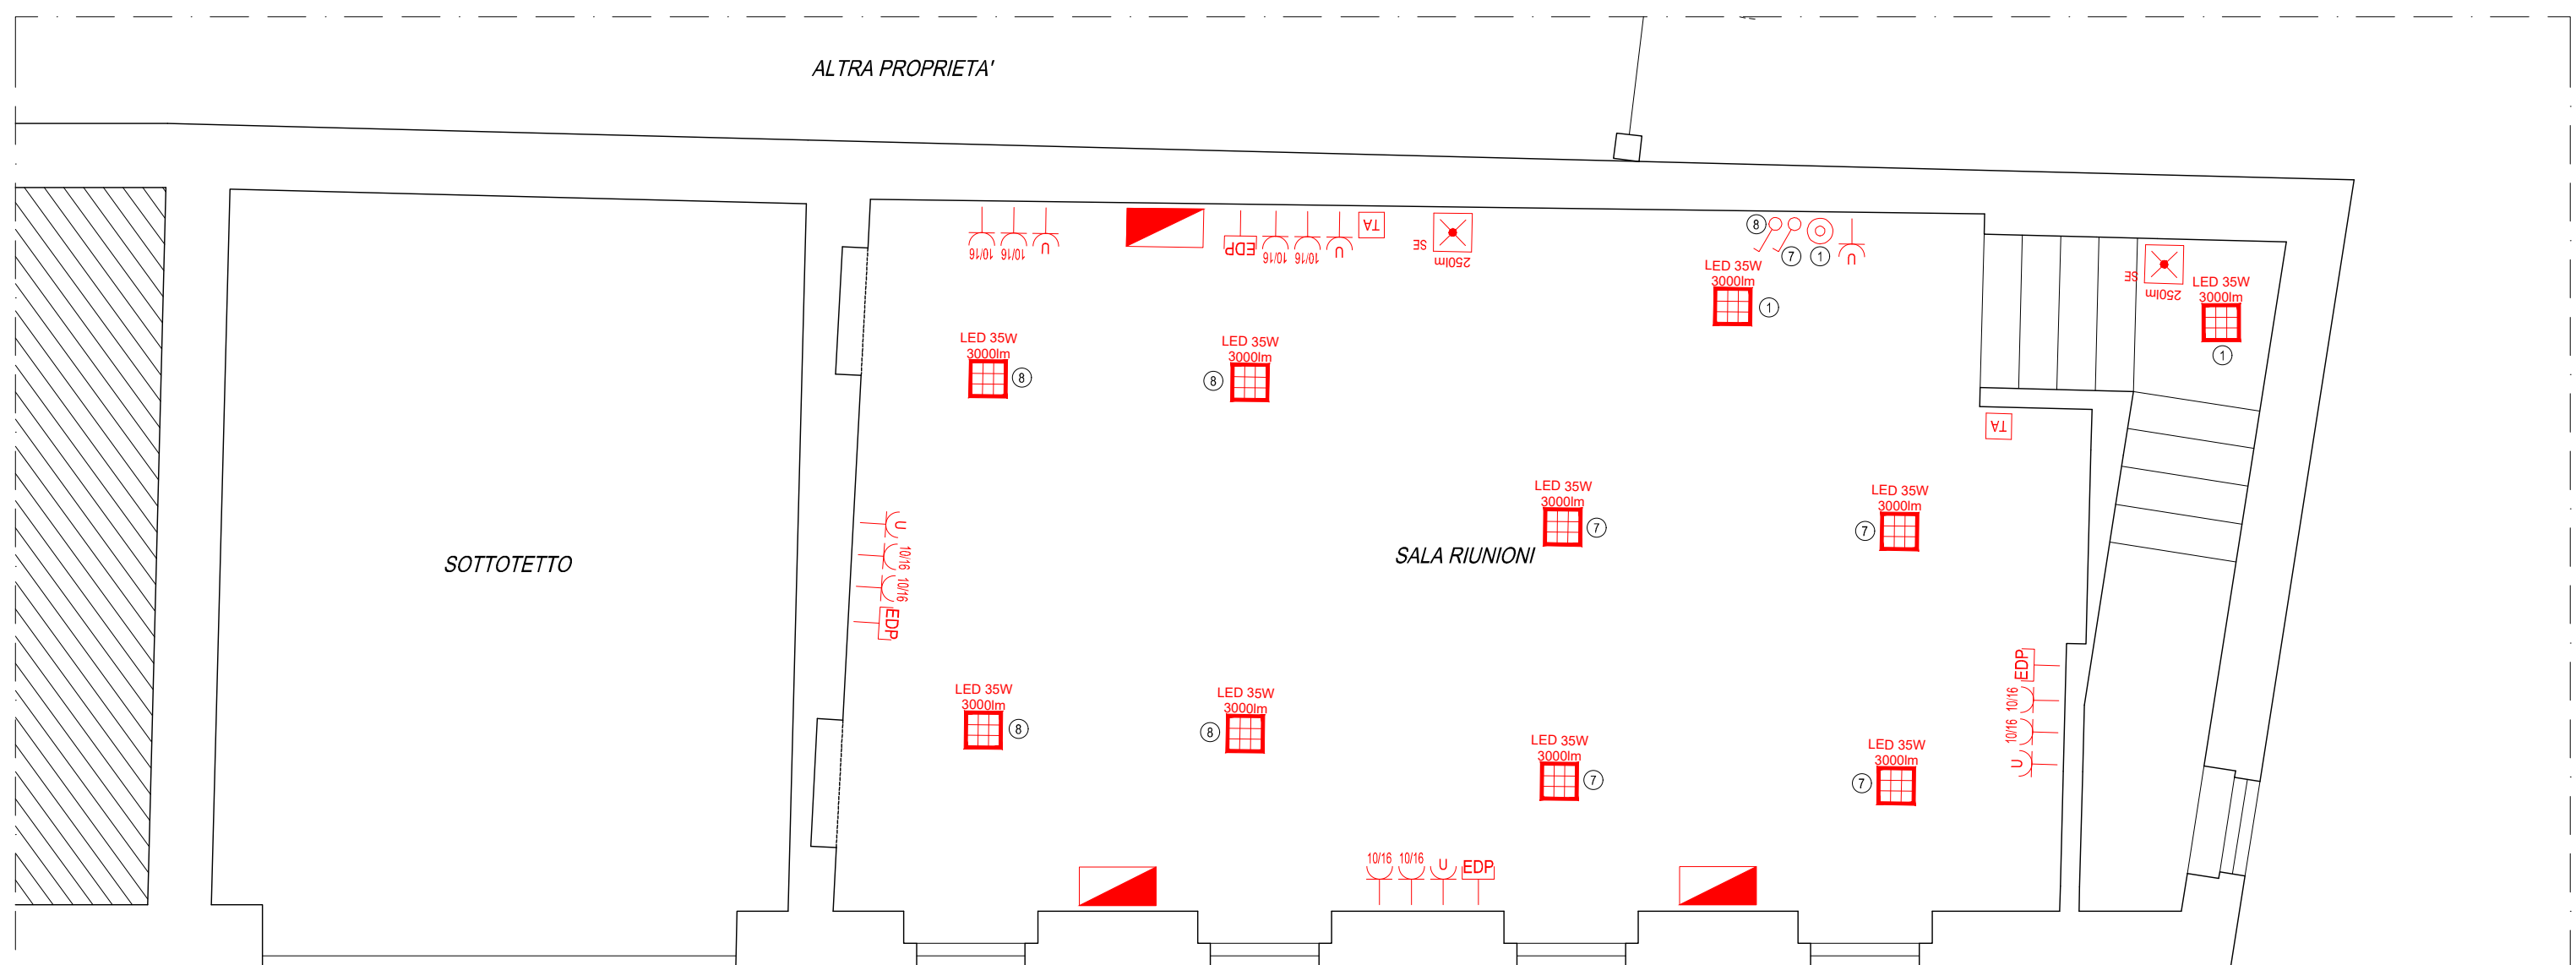 ALTRA PROPRIETA'
10/16
10/16
U
EDP
10/16
10/16
U
TA
SE
250lm
8
7
1
U
LED 35W
3000lm
1
SE
250lm
LED 35W
3000lm
1
LED 35W
3000lm
8
LED 35W
3000lm
8
TA
LED 35W
3000lm
7
LED 35W
3000lm
7
U
10/16
10/16
EDP
SOTTOTETTO
SALA RIUNIONI
EDP
10/16
10/16
U
LED 35W
3000lm
8
LED 35W
3000lm
8
LED 35W
3000lm
7
LED 35W
3000lm
7
10/16
10/16
U
EDP